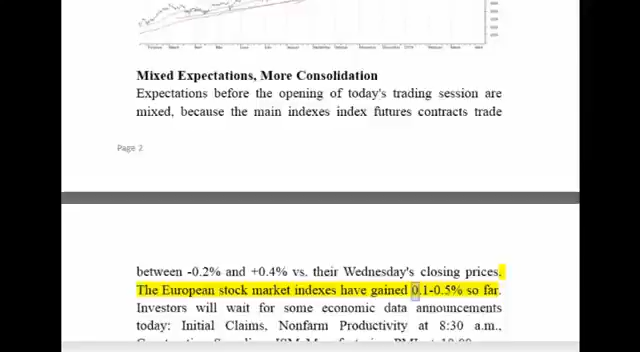 Mixed Expectations, More Consolidation
Expectations before the opening of today's trading session are
mixed, because the main indexes index futures contracts trade
Page 2
between -0.2% and +0.4% vs. their Wednesday's closing prices.
The European stock market indexes have gained 0.1-0.5% so far.
Investors will wait for some economic data announcements
today: Initial Claims, Nonfarm Productivity at 8:30 a.m.,